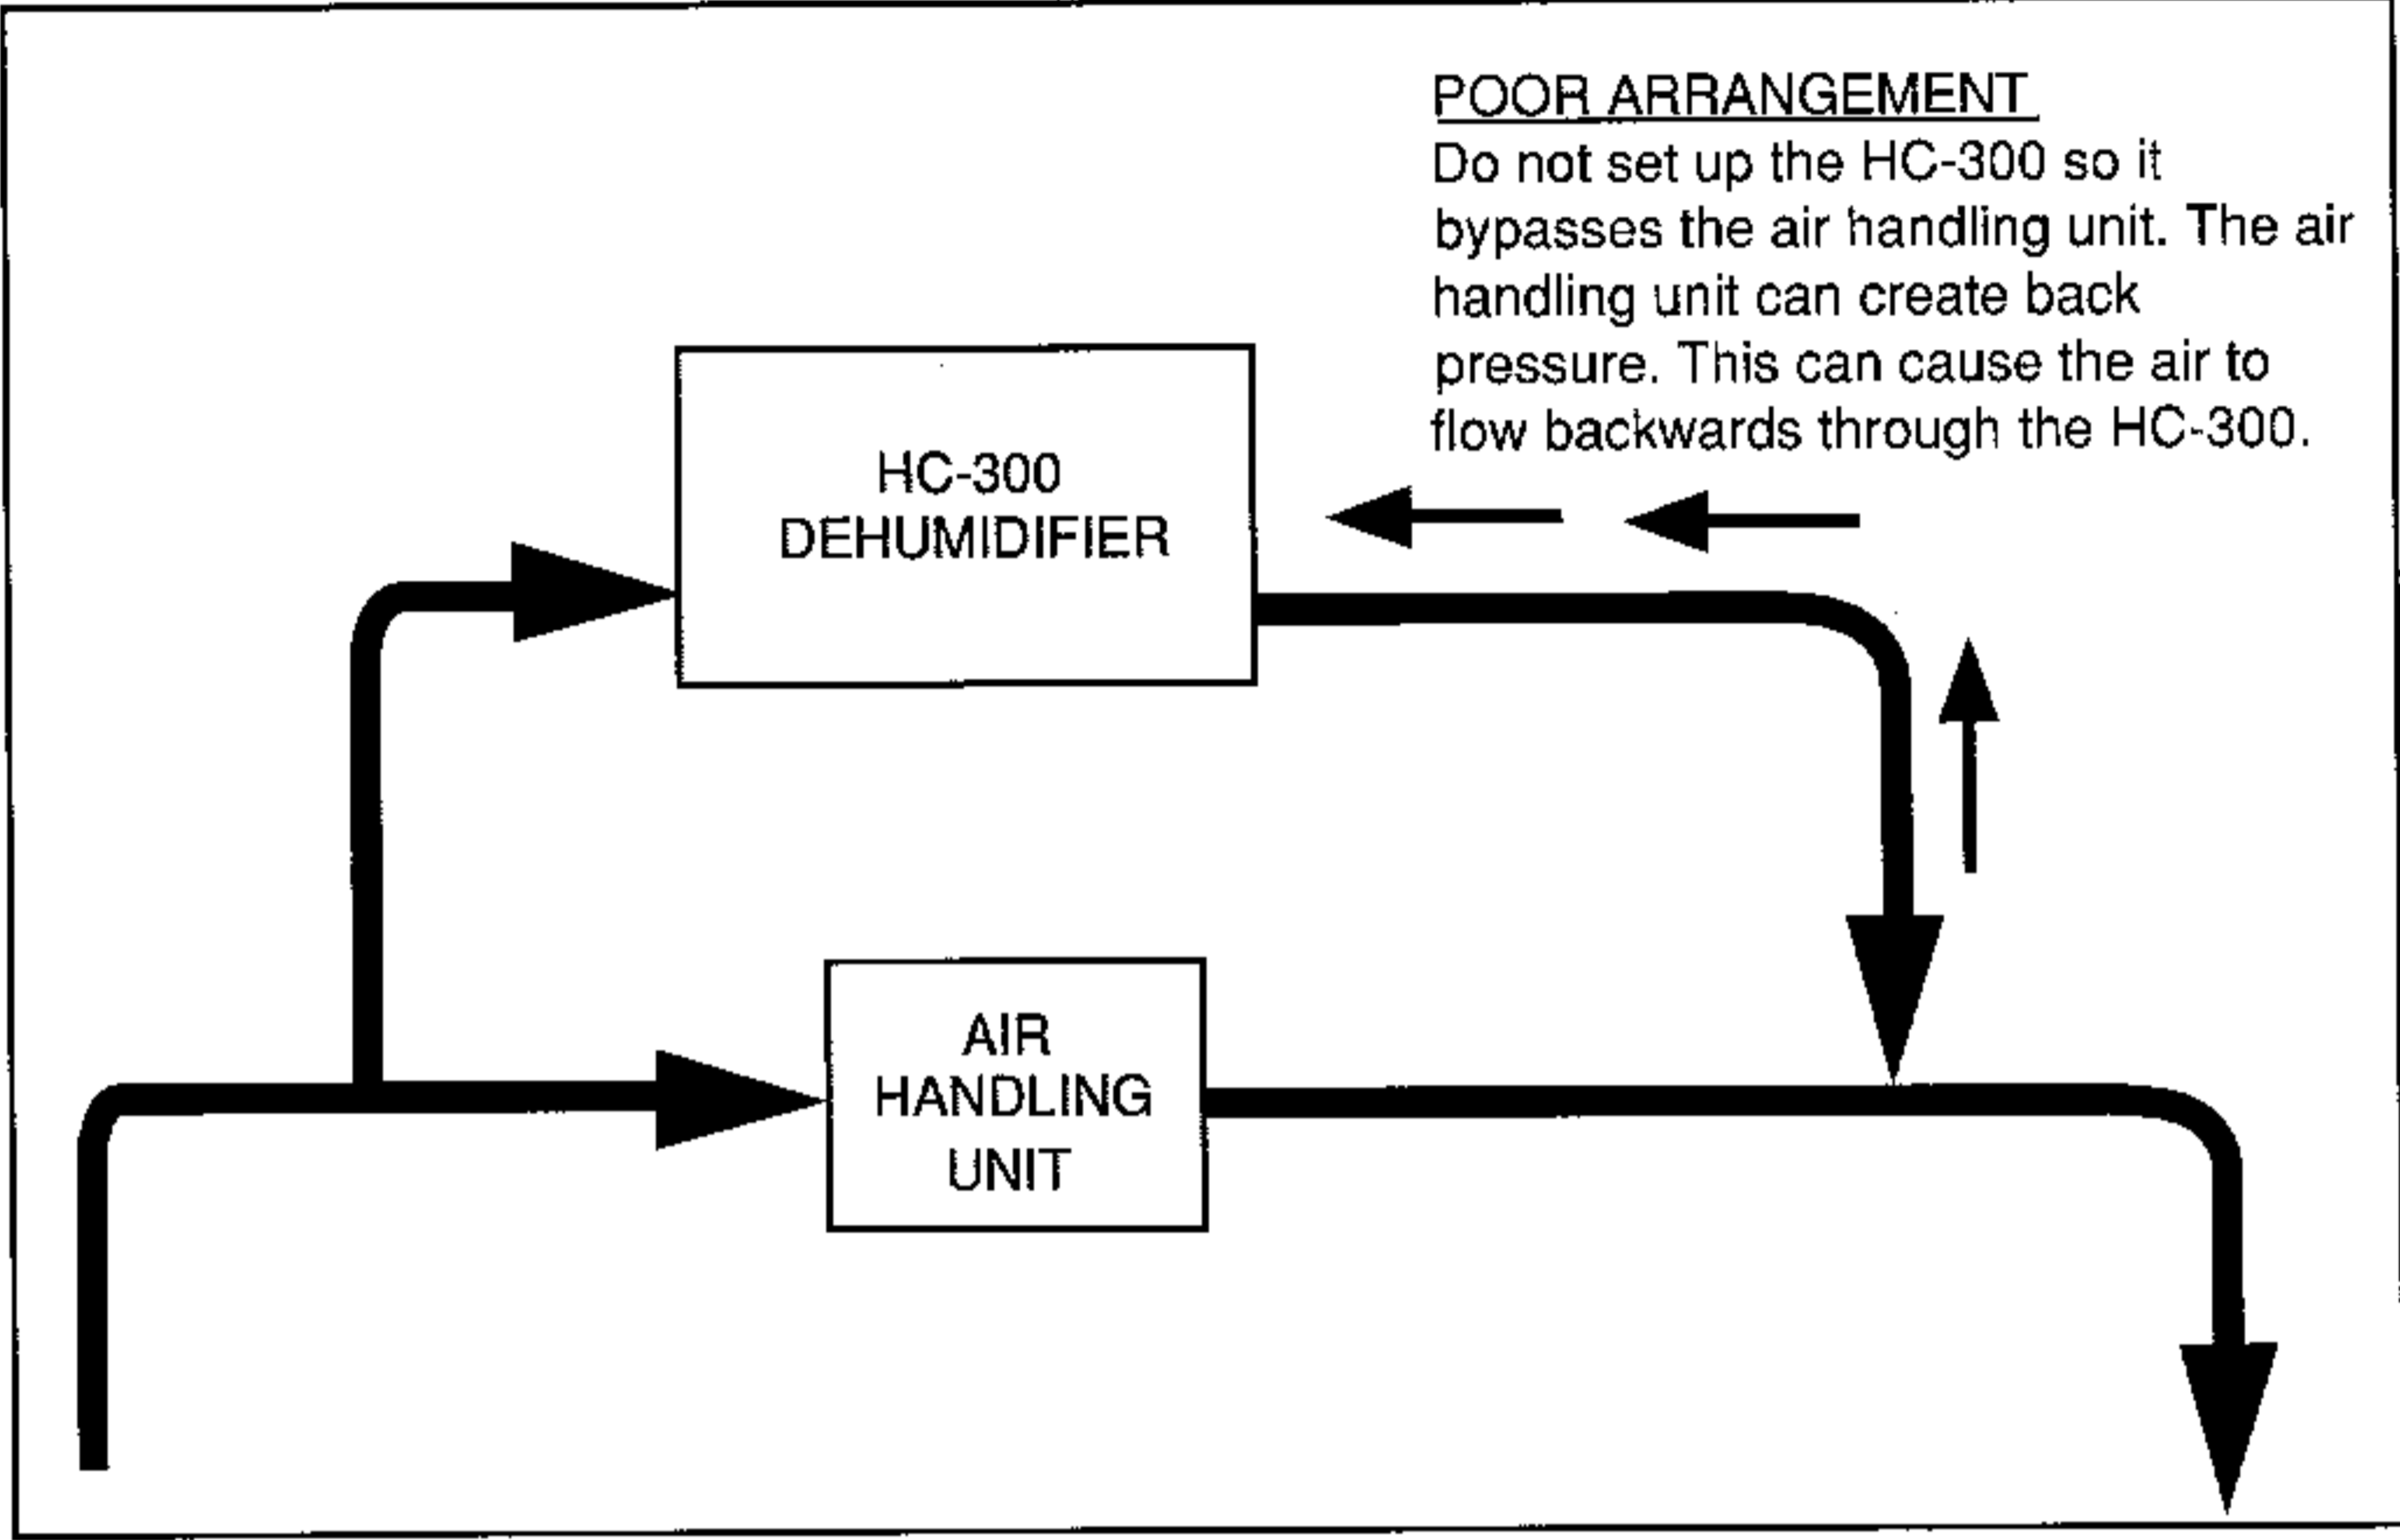 POOR ARRANGEMENT
Do not set up the HC-300 so it
bypasses the air handling unit. The air
handling unit can create back
pressure. This can cause the air to
flow backwards through the HC-300.
HC-300
DEHUMIDIFIER
AIR
HANDLING
UNIT